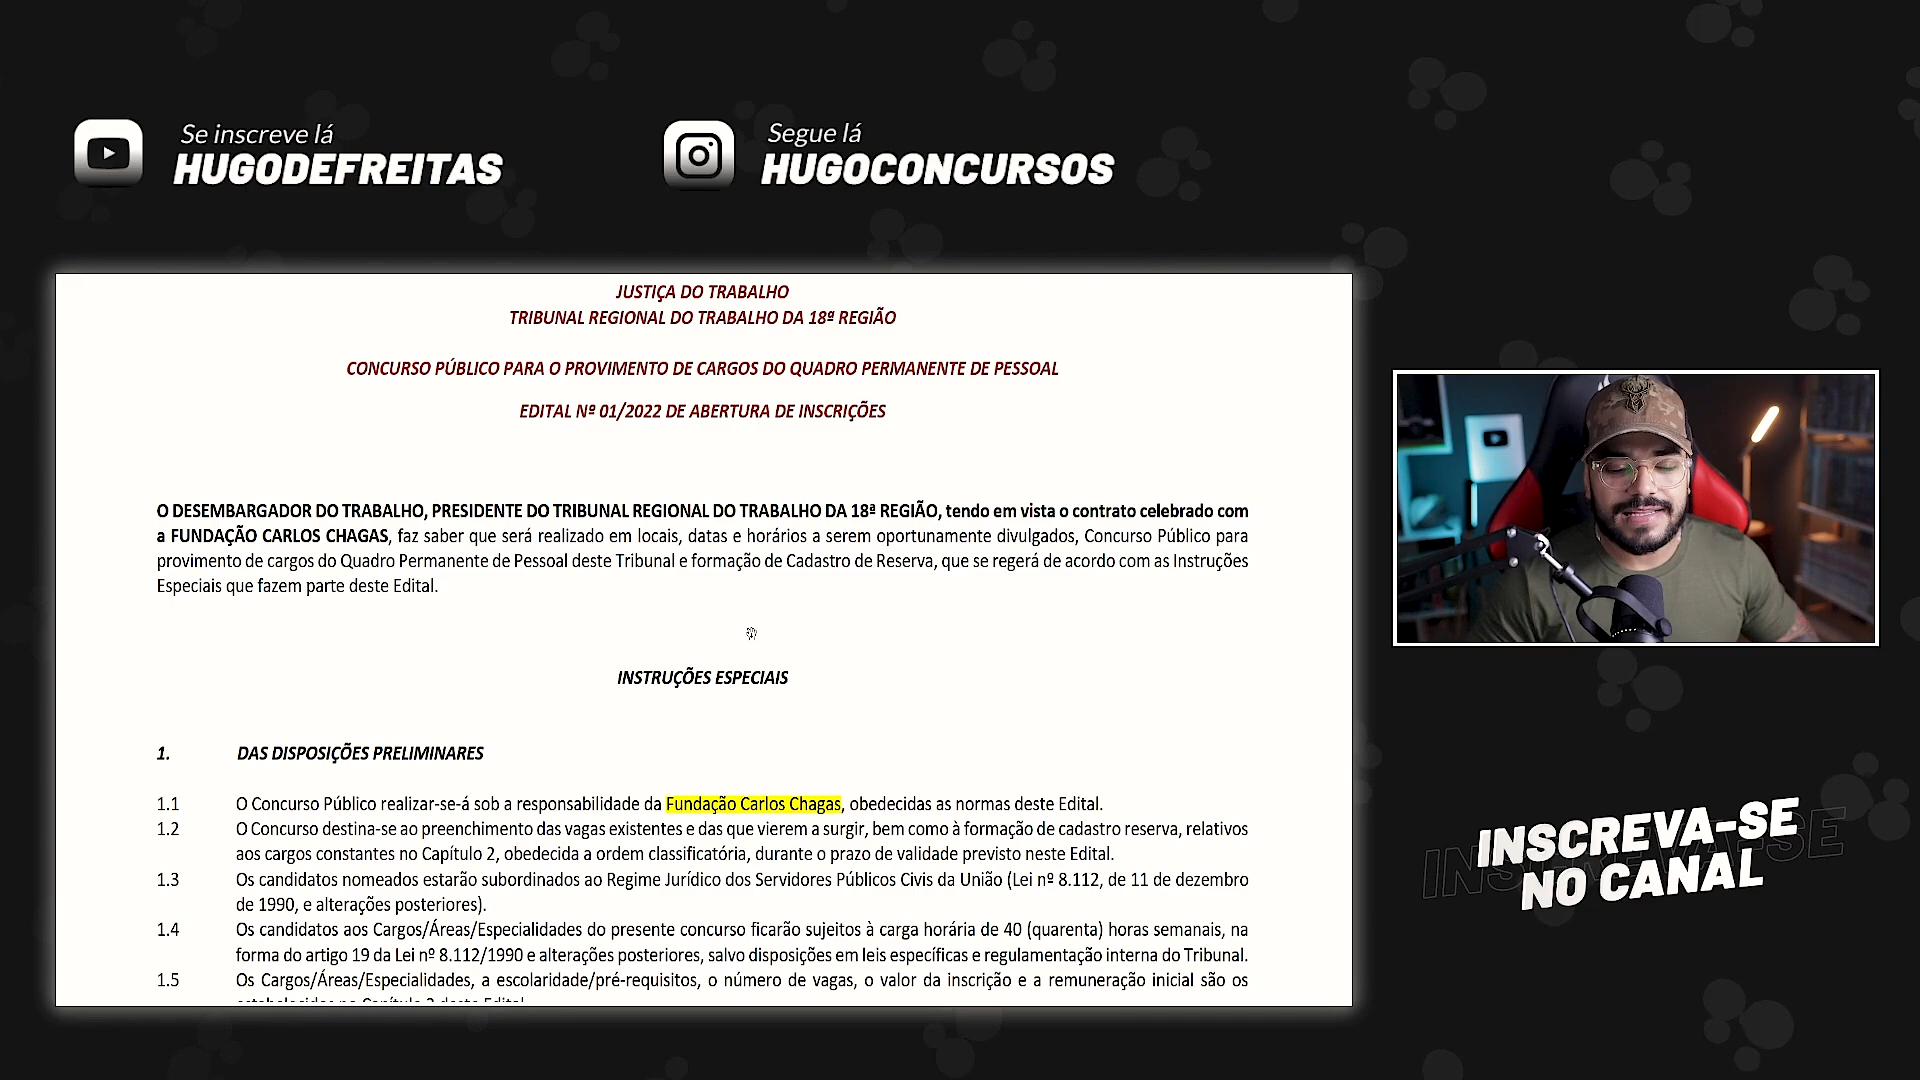 Se inscreve lá
HUGODEFREITAS
Segue lá
HUGOCONCURSOS
JUSTIÇA DO TRABALHO
TRIBUNAL REGIONAL DO TRABALHO DA 18ª REGIÃO
CONCURSO PÚBLICO PARA O PROVIMENTO DE CARGOS DO QUADRO PERMANENTE DE PESSOAL
EDITAL Nº 01/2022 DE ABERTURA DE INSCRIÇÕES
O DESEMBARGADOR DO TRABALHO, PRESIDENTE DO TRIBUNAL REGIONAL DO TRABALHO DA 18ª REGIÃO, tendo em vista o contrato celebrado com
a FUNDAÇÃO CARLOS CHAGAS, faz saber que será realizado em locais, datas e horários a serem oportunamente divulgados, Concurso Público para
provimento de cargos do Quadro Permanente de Pessoal deste Tribunal e formação de Cadastro de Reserva, que se regerá de acordo com as Instruções
Especiais que fazem parte deste Edital.
INSTRUÇÕES ESPECIAIS
1. DAS DISPOSIÇÕES PRELIMINARES
1.1 O Concurso Público realizar-se-á sob a responsabilidade da Fundação Carlos Chagas, obedecidas as normas deste Edital.
1.2 O Concurso destina-se ao preenchimento das vagas existentes e das que vierem a surgir, bem como à formação de cadastro reserva, relativos
aos cargos constantes no Capítulo 2, obedecida a ordem classificatória, durante o prazo de validade previsto neste Edital.
1.3 Os candidatos nomeados estarão subordinados ao Regime Jurídico dos Servidores Públicos Civis da União (Lei nº 8.112, de 11 de dezembro
de 1990, e alterações posteriores).
1.4 Os candidatos aos Cargos/Áreas/Especialidades do presente concurso ficarão sujeitos à carga horária de 40 (quarenta) horas semanais, na
forma do artigo 19 da Lei nº 8.112/1990 e alterações posteriores, salvo disposições em leis específicas e regulamentação interna do Tribunal.
1.5 Os Cargos/Áreas/Especialidades, a escolaridade/pré-requisitos, o número de vagas, o valor da inscrição e a remuneração inicial são os
INSCREVA-SE
NO CANAL